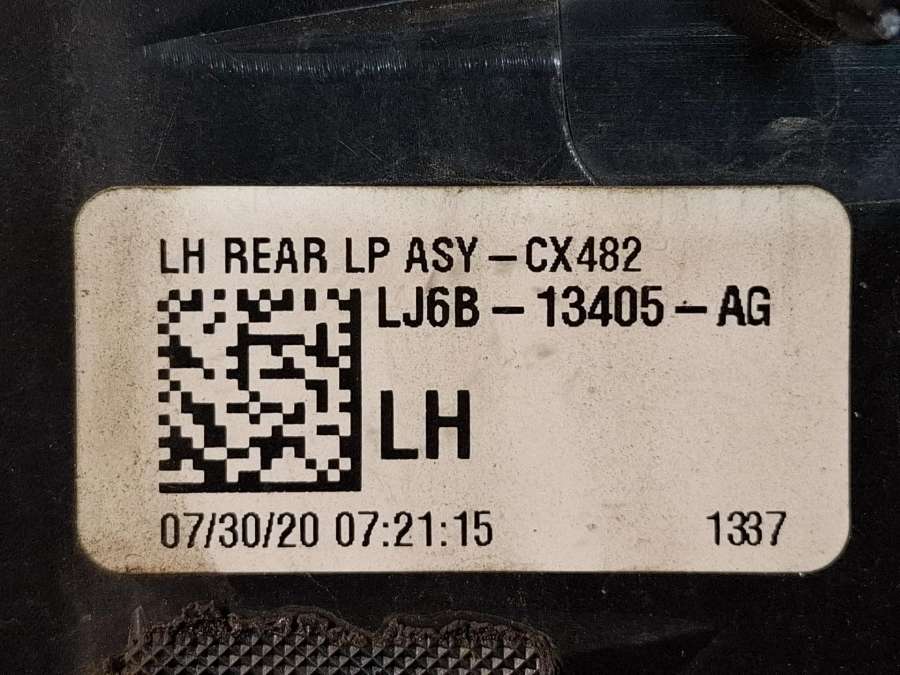 LH REAR LP ASY – CX482
LJ6B – 13405 – AG
LH
07/30/20 07:21:15 1337